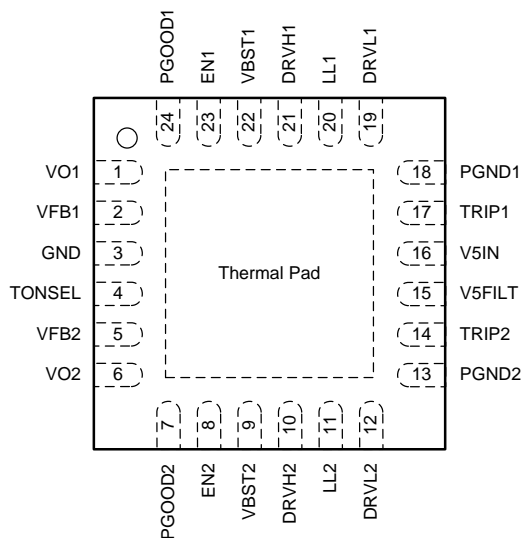 PGOOD1
EN1
VBST1
DRVH1
LL1
DRVL1
24
23
22
21
20
19
VO1 1
VFB1 2
GND 3
TONSEL 4
VFB2 5
VO2 6
Thermal Pad
18 PGND1
17 TRIP1
16 V5IN
15 V5FILT
14 TRIP2
13 PGND2
7
8
9
10
11
12
PGOOD2
EN2
VBST2
DRVH2
LL2
DRVL2